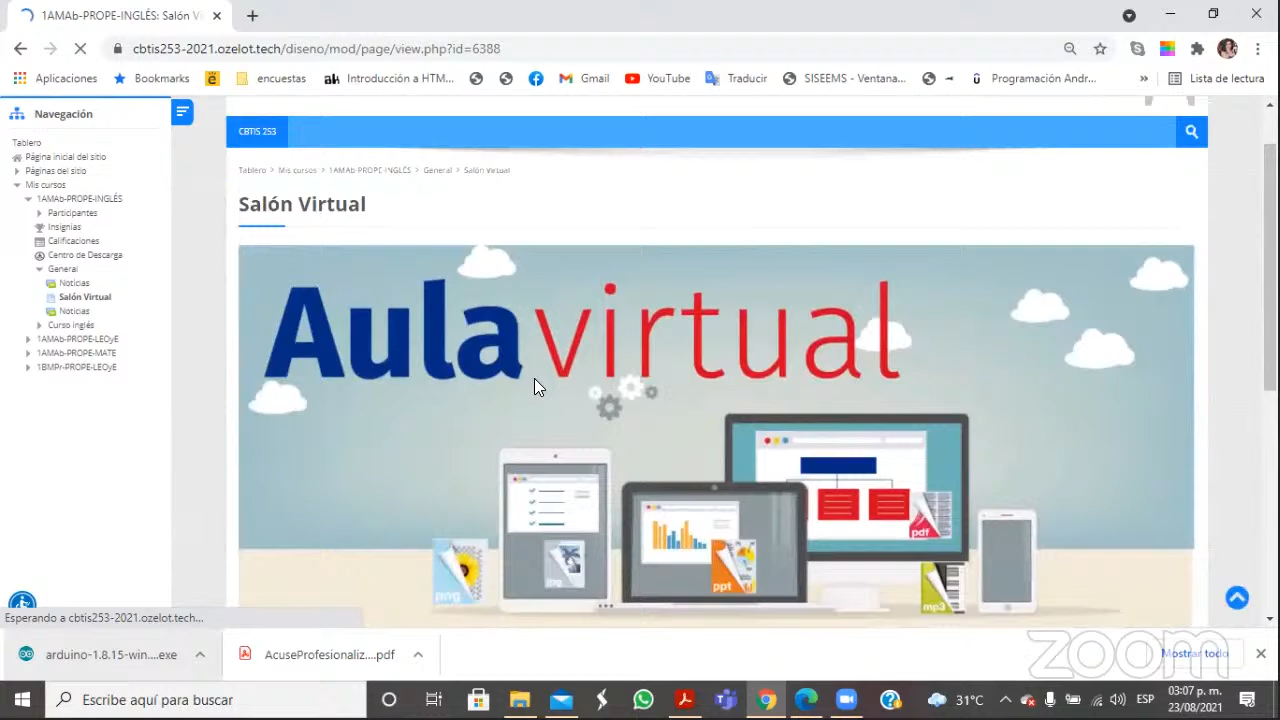 1AMAb-PROPE-INGLÉS: Salón Vi
cbtis253-2021.ozelot.tech/diseno/mod/page/view.php?id=6388
Aplicaciones Bookmarks encuestas Introducción a HTM... Facebook Gmail YouTube Traducir SISEEMS - Ventana... Programación Andr... » Lista de lectura
Navegación
Tablero
Página inicial del sitio
Páginas del sitio
Mis cursos
1AMAb-PROPE-INGLÉS
Participantes
Insignias
Calificaciones
Centro de Descarga
General
Noticias
Salón Virtual
Noticias
Curso Inglés
1AMAb-PROPE-LEOyE
1AMAb-PROPE-MATE
1BMPr-PROPE-LEOyE
CBTIS 253
Tablero > Mis cursos > 1AMAb-PROPE-INGLÉS > General > Salón Virtual
Salón Virtual
Aulavirtual
pdf
png
jpg
ppt
mp3
Esperando a cbtis253-2021.ozelot.tech...
arduino-1.8.15-win....exe
AcuseProfesionaliz....pdf
Mostrar todo
zoom
Escribe aquí para buscar
31°C
ESP
03:07 p. m.
23/08/2021